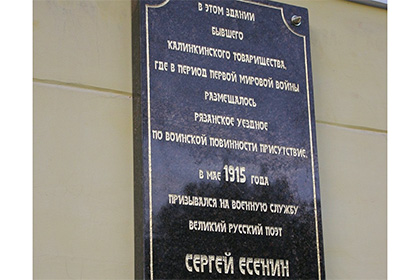 В ЭТОМ ЗДАНИИ
БЫВШЕГО
КАЛИНКИНСКОГО ТОВАРИЩЕСТВА,
ГДЕ В ПЕРИОД ПЕРВОЙ МИРОВОЙ ВОЙНЫ
РАЗМЕЩАЛОСЬ
РЯЗАНСКОЕ УЕЗДНОЕ
ПО ВОИНСКОЙ ПОВИННОСТИ ПРИСУТСТВИЕ,
В МАЕ 1915 ГОДА
ПРИЗЫВАЛСЯ НА ВОЕННУЮ СЛУЖБУ
ВЕЛИКИЙ РУССКИЙ ПОЭТ
СЕРГЕЙ ЕСЕНИН